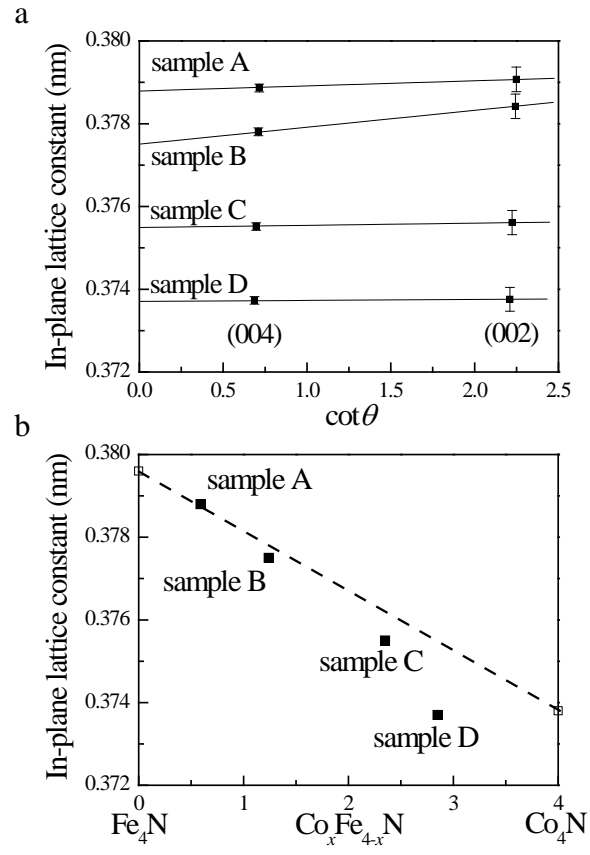 a
0.380
0.378
0.376
0.374
0.372
In-plane lattice constant (nm)
sample A
sample B
sample C
sample D
(004)
(002)
0.0
0.5
1.0
1.5
2.0
2.5
cotθ
b
0.380
0.378
0.376
0.374
0.372
In-plane lattice constant (nm)
sample A
sample B
sample C
sample D
0
1
2
3
4
Fe₄N
CoₓFe₄₋ₓN
Co₄N